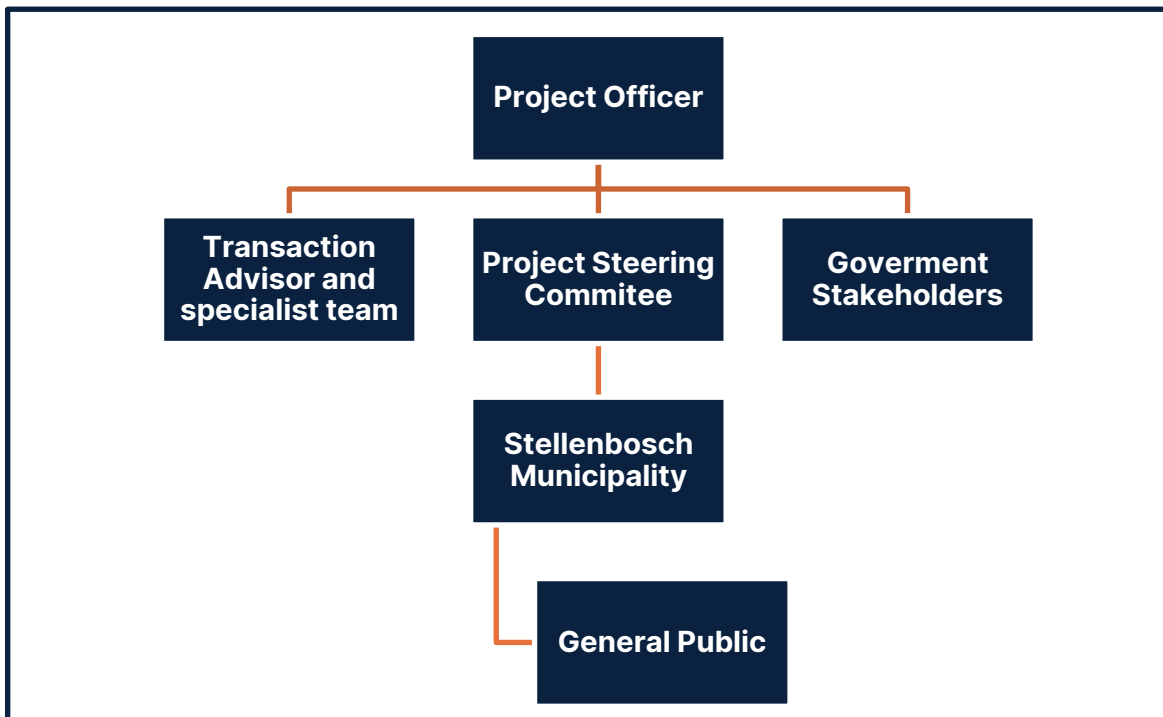 Project Officer
Transaction
Advisor and
specialist team
Project Steering
Commitee
Goverment
Stakeholders
Stellenbosch
Municipality
General Public